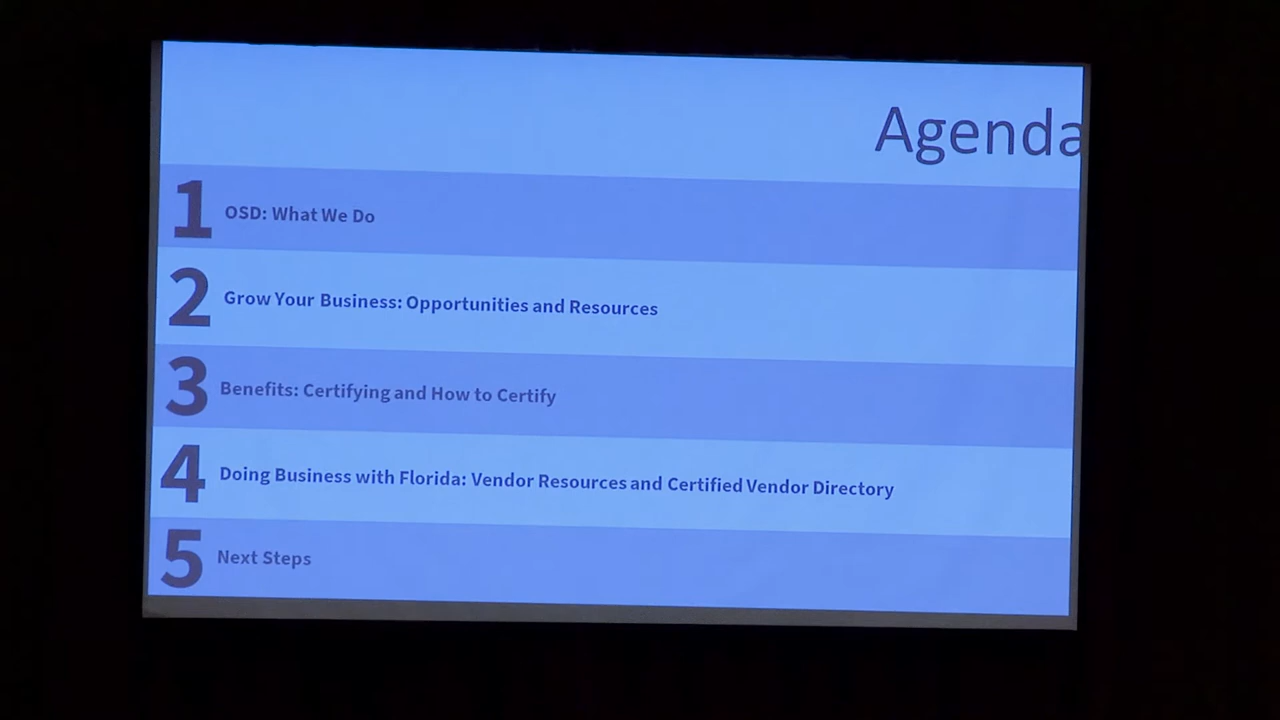 Agenda
1 OSD: What We Do
2 Grow Your Business: Opportunities and Resources
3 Benefits: Certifying and How to Certify
4 Doing Business with Florida: Vendor Resources and Certified Vendor Directory
5 Next Steps